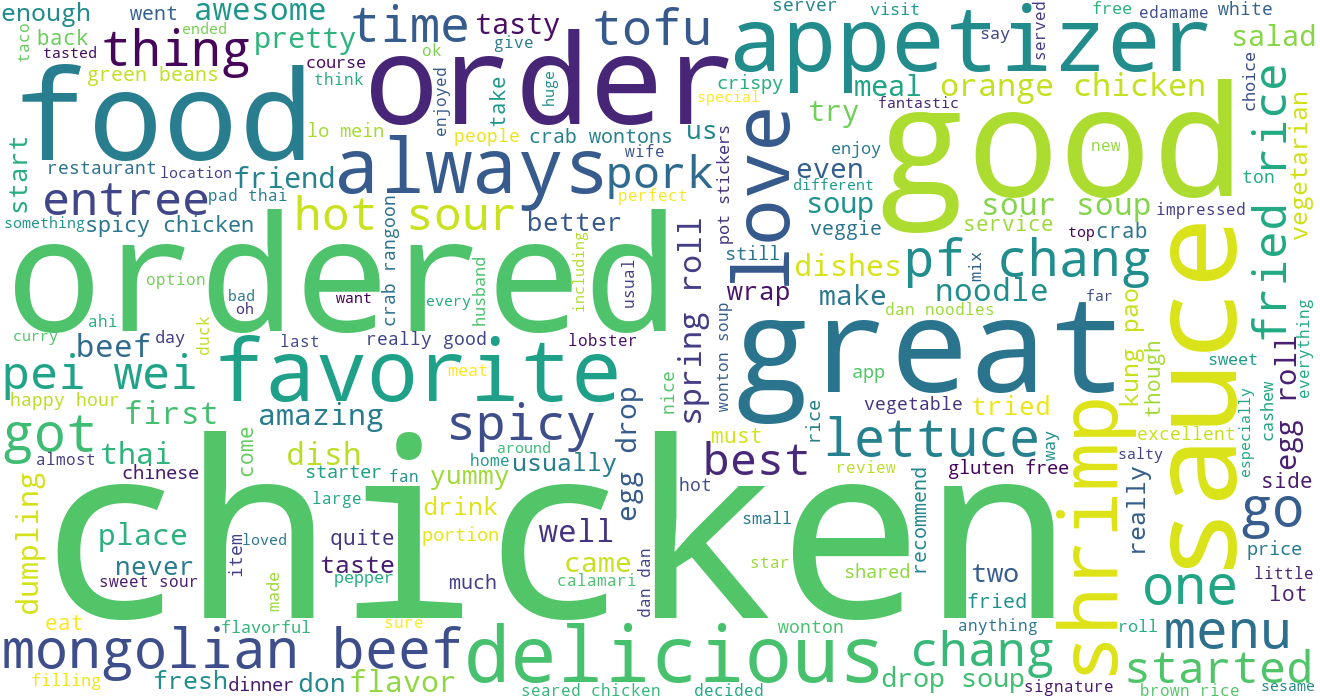 enough
went
awesome
time
tasty
tofu
server
visit
say
served
free
edamame
white
taco
back
tasted
thing
ended
pretty
ok
give
appetizer
salad
green beans
course
think
order
take
huge
enjoyed
crispy
special
meal
orange chicken
choice
food
lo mein
people
crab wontons
us
try
fantastic
good
new
fried rice
vegetarian
start
restaurant
location
friend
always
wife
pork
pot stickers
love
enjoy
even
different
ton
entree
pad thai
perfect
soup
sour soup
impressed
something
spicy chicken
hot sour
better
veggie
service
top
crab
ordered
option
bad
oh
want
crab rangoon
every
husband
including
usual
spring roll
still
dishes
pf chang
mix
wrap
make
noodle
far
sauce
curry
ahi
duck
day
last
really good
lobster
wonton soup
dan noodles
great
kung pao
though
sweet
egg roll
everything
beef
pei wei
favorite
meat
nice
app
happy hour
first
amazing
spicy
egg drop
rice
vegetable
tried
cashew
especially
got
almost
thai
come
dish
around
home
usually
must
best
lettuce
way
excellent
salty
chinese
starter
fan
yummy
hot
review
gluten free
really
side
dumpling
chicken
large
drink
portion
well
small
recommend
shrimp
go
place
never
item
loved
quite
taste
came
star
shared
two
price
sweet sour
made
pepper
much
calamari
dan dan
fried
one
little
lot
eat
flavorful
sure
wonton
anything
roll
menu
mongolian beef
delicious
chang
started
filling
fresh
dinner
don
flavor
seared chicken
decided
drop soup
signature
brown rice
sesame